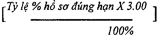 [Tỷ lệ % hồ sơ đúng hạn X 3.00
100%]